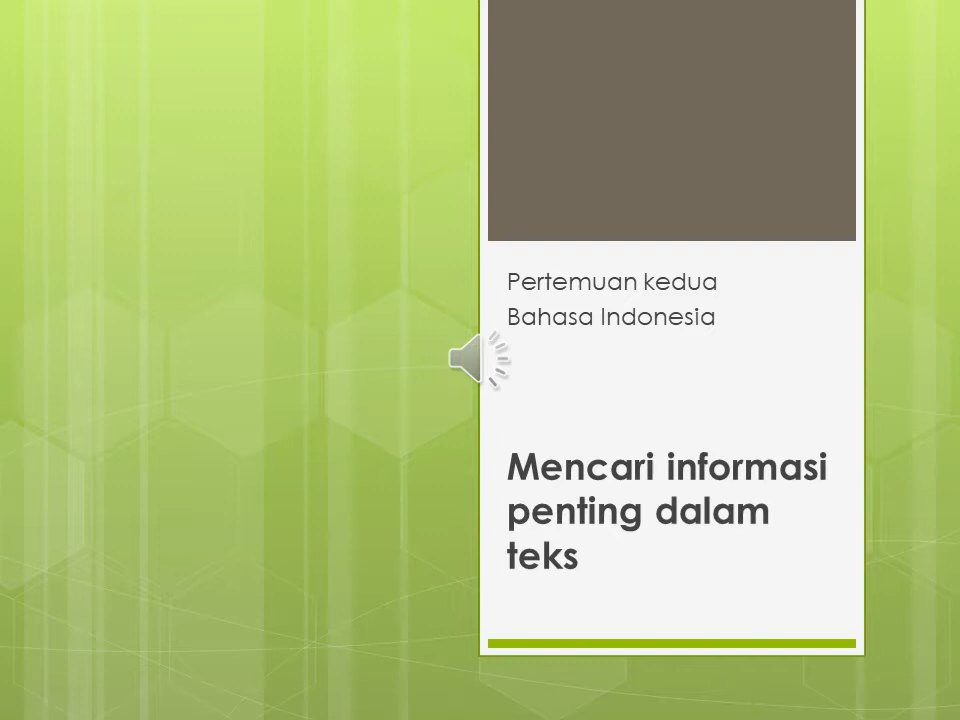 Pertemuan kedua
Bahasa Indonesia
Mencari informasi
penting dalam
teks